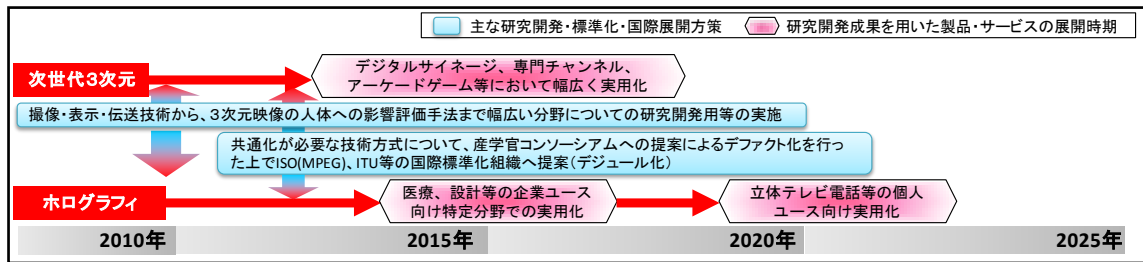 主な研究開発・標準化・国際展開方策
研究開発成果を用いた製品・サービスの展開時期
次世代3次元
デジタルサイネージ、専門チャンネル、
アーケードゲーム等において幅広く実用化
撮像・表示・伝送技術から、3次元映像の人体への影響評価手法まで幅広い分野についての研究開発用等の実施
共通化が必要な技術方式について、産学官コンソーシアムへの提案によるデファクト化を行っ
た上でISO(MPEG)、ITU等の国際標準化組織へ提案(デジュール化)
ホログラフィ
医療、設計等の企業ユース
向け特定分野での実用化
立体テレビ電話等の個人
ユース向け実用化
2010年
2015年
2020年
2025年